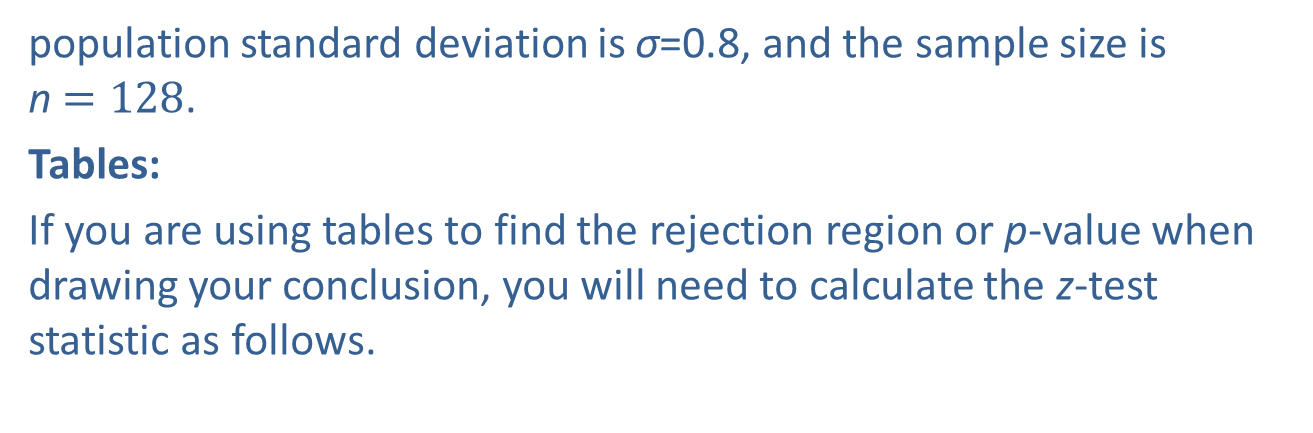 population standard deviation is σ=0.8, and the sample size is
n = 128.
Tables:
If you are using tables to find the rejection region or p-value when
drawing your conclusion, you will need to calculate the z-test
statistic as follows.